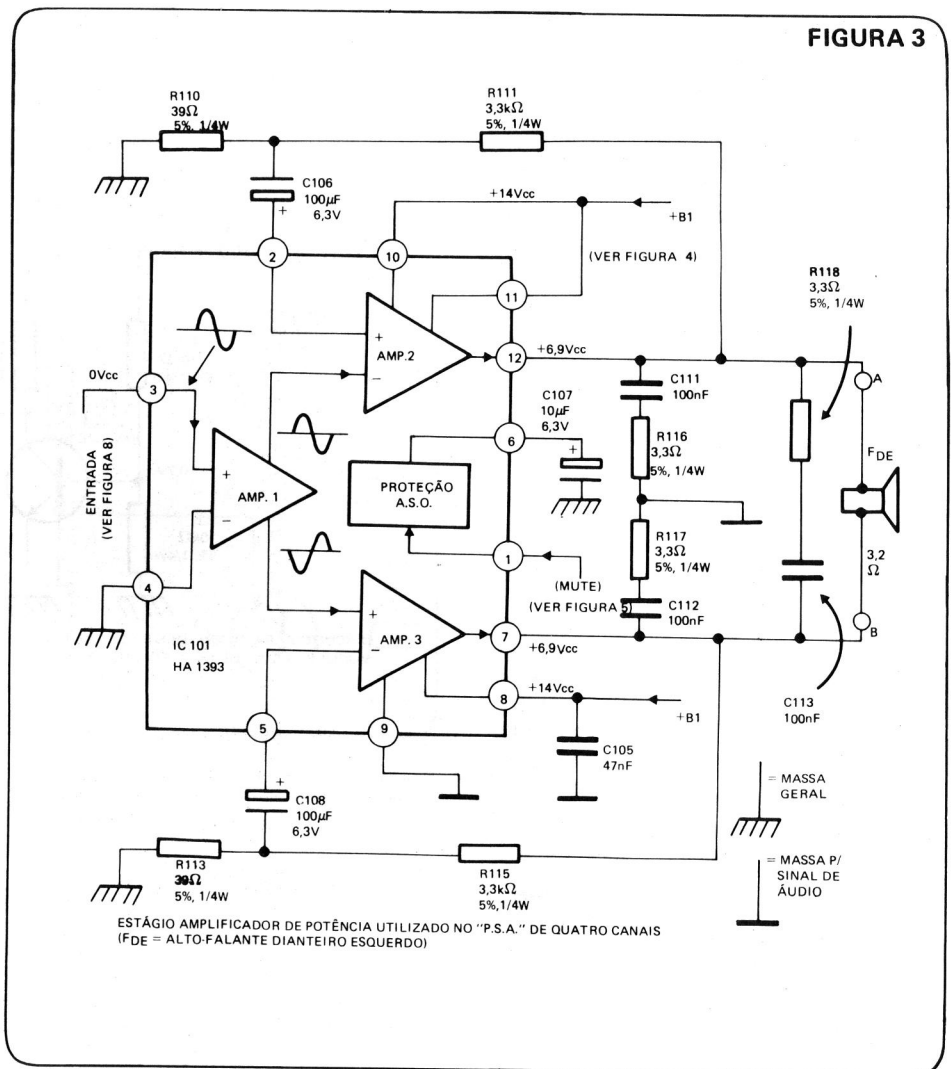 FIGURA 3
R110
39Ω
5%, 1/4W
R111
3,3kΩ
5%, 1/4W
C106
100µF
6,3V
+
+14Vcc
+B1
(VER FIGURA 4)
2
10
11
R118
3,3Ω
5%, 1/4W
+
AMP.2
−
12
+6,9Vcc
0Vcc
3
C111
100nF
A
C107
10µF
6,3V
+
6
R116
3,3Ω
5%, 1/4W
FDE
ENTRADA
(VER FIGURA 8)
+
AMP. 1
−
PROTEÇÃO
A.S.O.
R117
3,3Ω
5%, 1/4W
3,2
Ω
1
(MUTE)
(VER FIGURA 5)
4
C112
100nF
+
AMP. 3
−
7
+6,9Vcc
B
IC 101
HA 1393
8
+14Vcc
+B1
C113
100nF
5
9
C105
47nF
+
C108
100µF
6,3V
= MASSA
GERAL
R113
39Ω
5%, 1/4W
R115
3,3kΩ
5%,1/4W
= MASSA P/
SINAL DE
ÁUDIO
ESTÁGIO AMPLIFICADOR DE POTÊNCIA UTILIZADO NO "P.S.A." DE QUATRO CANAIS
(FDE = ALTO-FALANTE DIANTEIRO ESQUERDO)